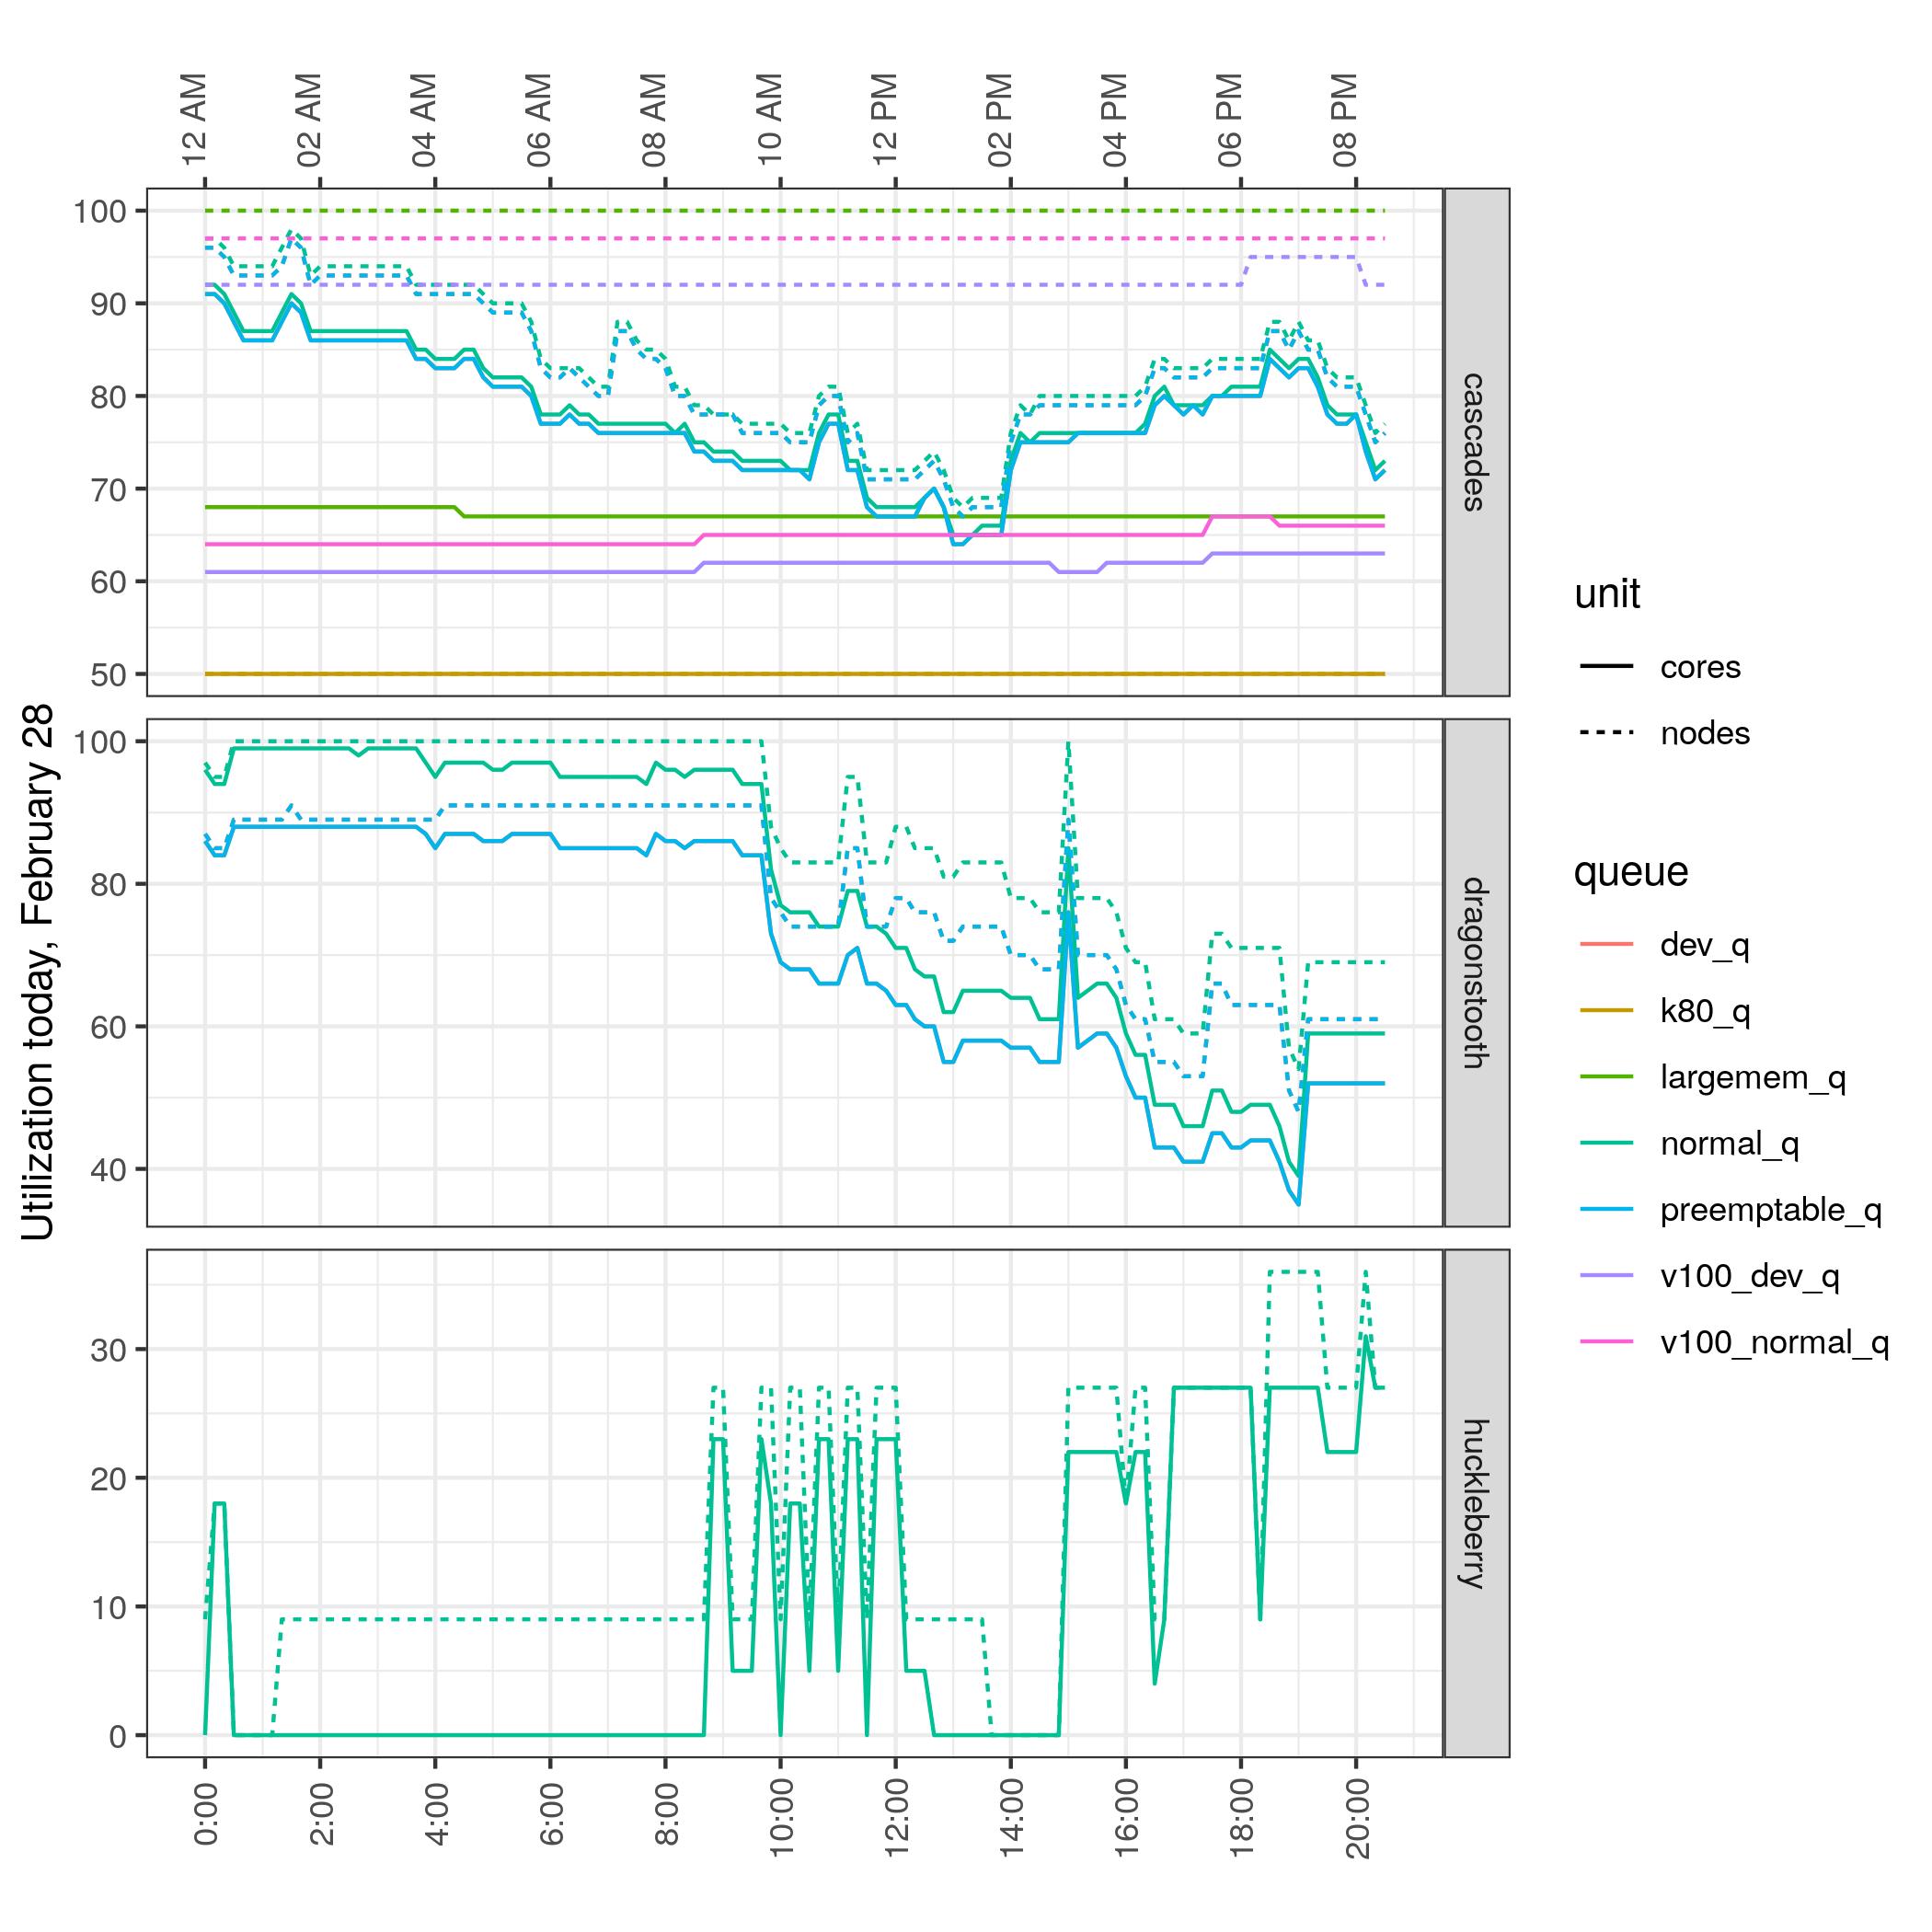 12 AM
02 AM
04 AM
06 AM
08 AM
10 AM
12 PM
02 PM
04 PM
06 PM
08 PM
100
90
80
70
60
50
cascades
100
80
60
40
dragonstooth
30
20
10
0
huckleberry
0:00
2:00
4:00
6:00
8:00
10:00
12:00
14:00
16:00
18:00
20:00
Utilization today, February 28
unit
cores
nodes
queue
dev_q
k80_q
largemem_q
normal_q
preemptable_q
v100_dev_q
v100_normal_q